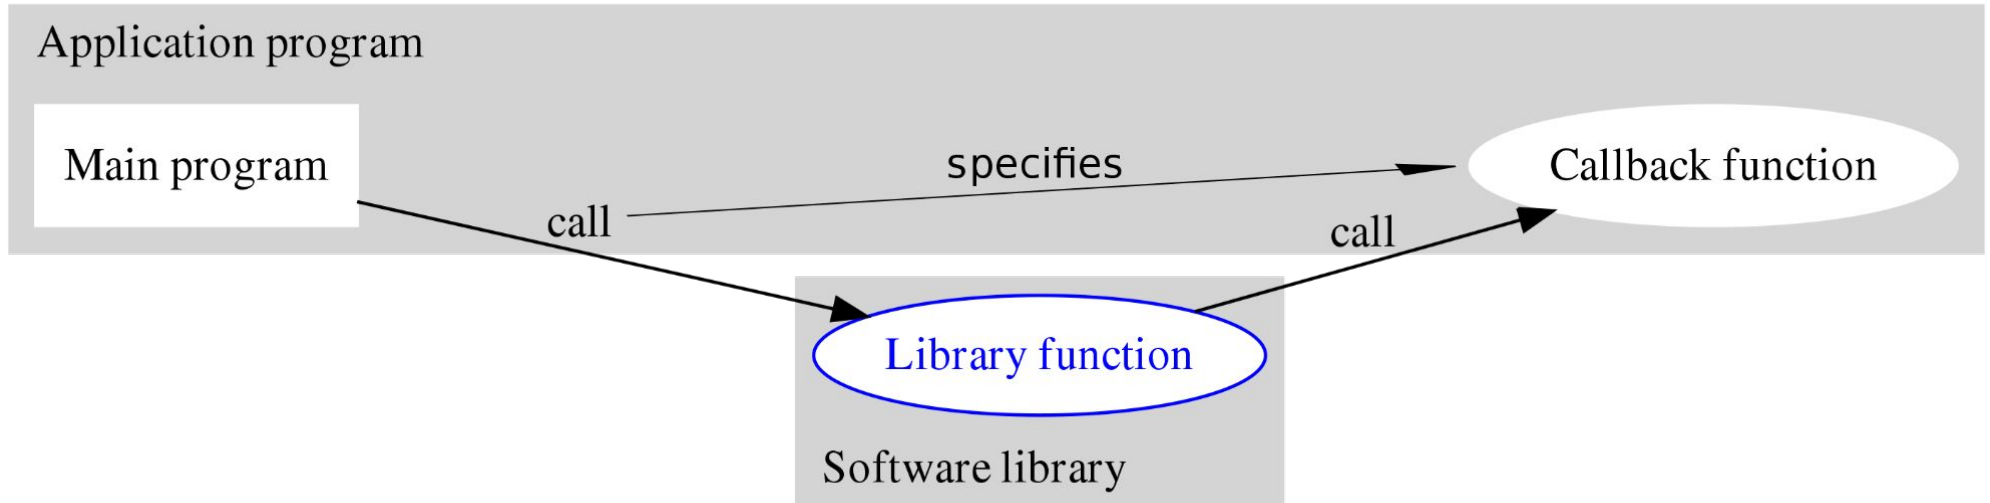 Application program
Main program
specifies
Callback function
call
call
Library function
Software library